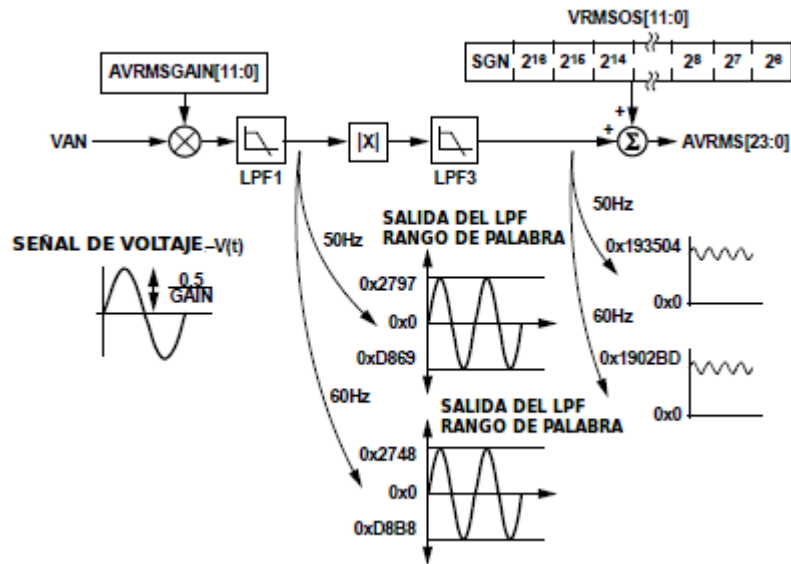 VRMSOS[11:0]
SGN 2¹⁶ 2¹⁵ 2¹⁴ 2⁸ 2⁷ 2⁶
AVRMSGAIN[11:0]
VAN
|X|
+
+
Σ
AVRMS[23:0]
LPF1
LPF3
50Hz
SALIDA DEL LPF
RANGO DE PALABRA
0x2797
0x0
0xD869
SEÑAL DE VOLTAJE–V(t)
0.5
GAIN
50Hz
0x193504
0x0
60Hz
0x1902BD
0x0
60Hz
SALIDA DEL LPF
RANGO DE PALABRA
0x2748
0x0
0xD8B8